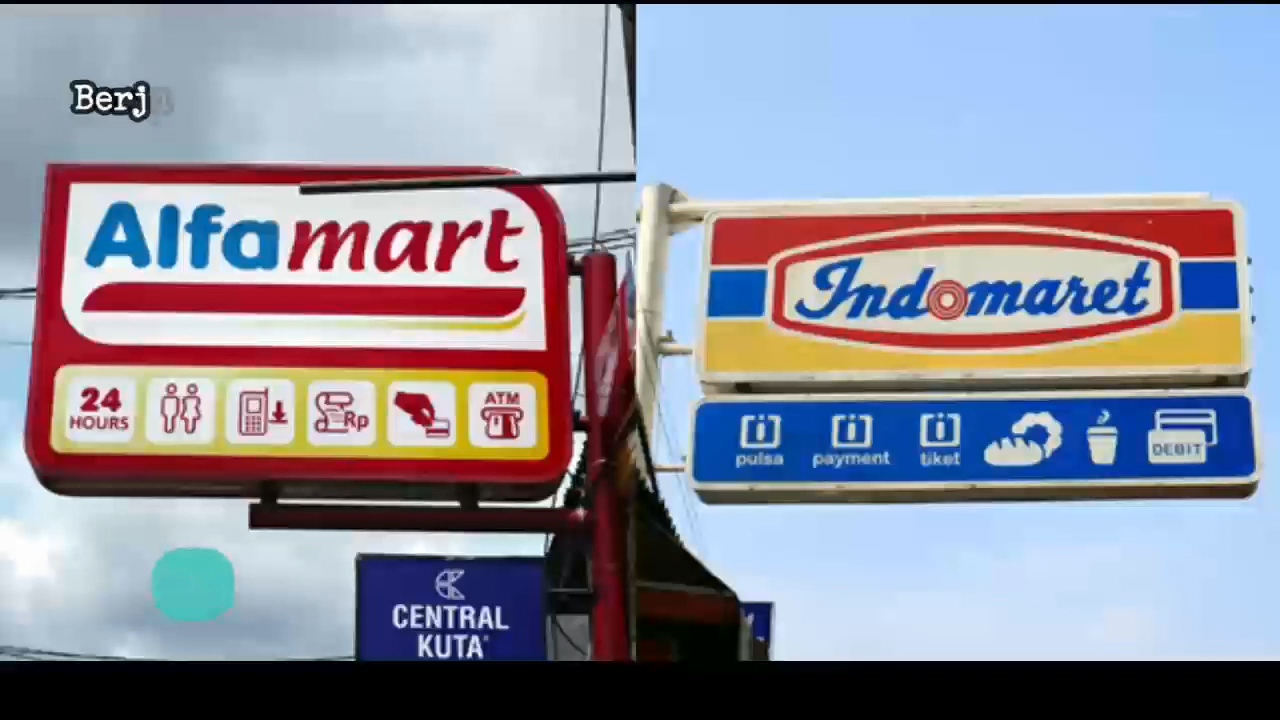 Berj
Alfamart
24
HOURS
Rp
ATM
CENTRAL
KUTA
Indomaret
pulsa
payment
tiket
DEBIT